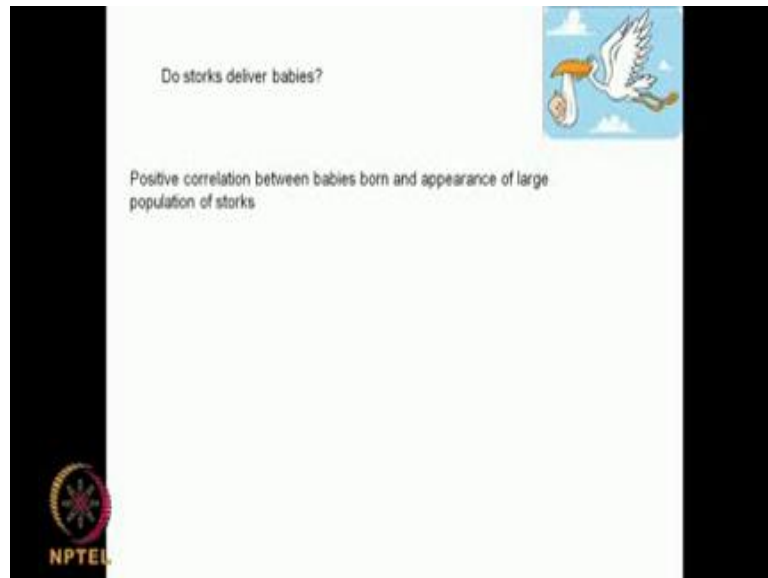 Do storks deliver babies?
Positive correlation between babies born and appearance of large
population of storks
NPTEL